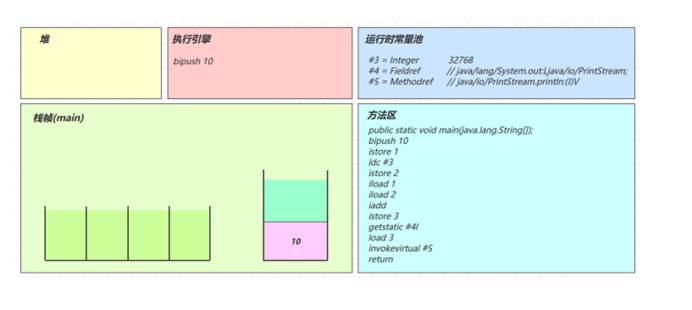 堆
执行引擎
bipush 10
运行时常量池
#3 = Integer 32768
#4 = Fieldref // java/lang/System.out:Ljava/io/PrintStream;
#5 = Methodref // java/io/PrintStream.println:(I)V
栈帧(main)
10
方法区
public static void main(java.lang.String[]);
bipush 10
istore 1
ldc #3
istore 2
iload 1
iload 2
iadd
istore 3
getstatic #4I
load 3
invokevirtual #5
return